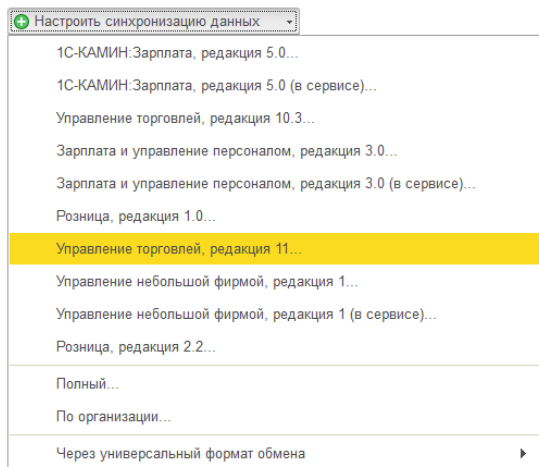 Настроить синхронизацию данных
1С-КАМИН:Зарплата, редакция 5.0...
1С-КАМИН:Зарплата, редакция 5.0 (в сервисе)...
Управление торговлей, редакция 10.3...
Зарплата и управление персоналом, редакция 3.0...
Зарплата и управление персоналом, редакция 3.0 (в сервисе)...
Розница, редакция 1.0...
Управление торговлей, редакция 11...
Управление небольшой фирмой, редакция 1...
Управление небольшой фирмой, редакция 1 (в сервисе)...
Розница, редакция 2.2...
Полный...
По организации...
Через универсальный формат обмена